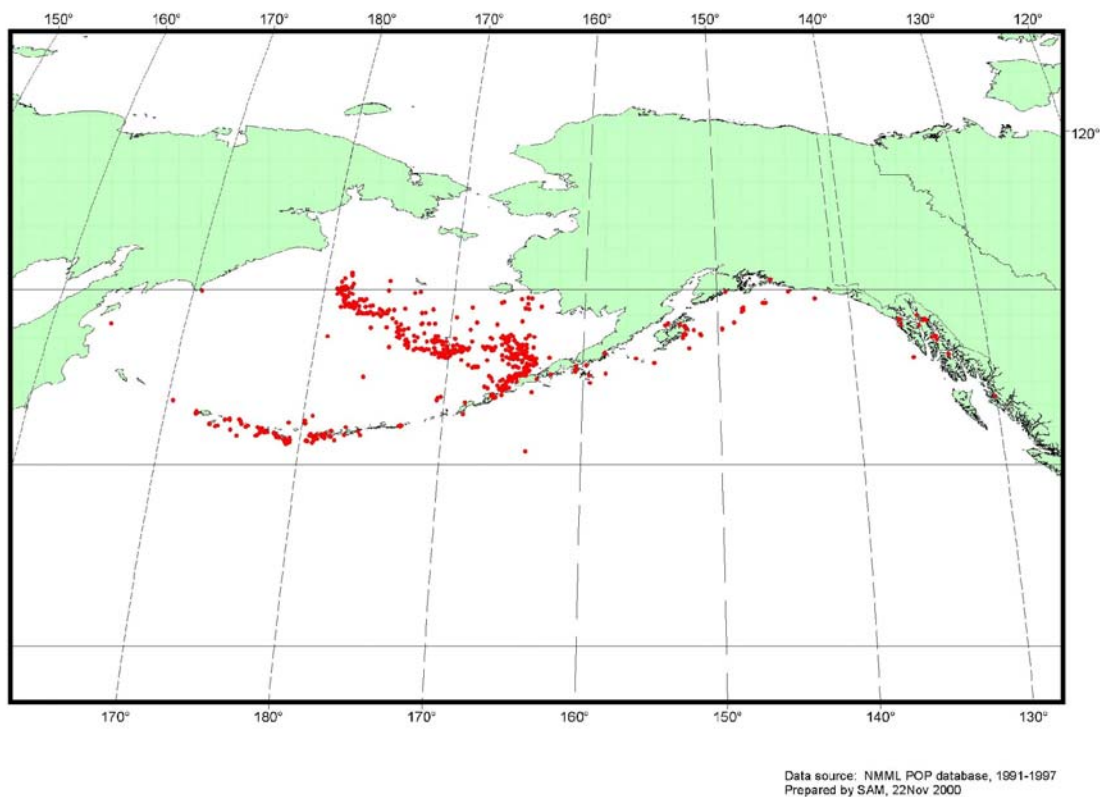 150° 160° 170° 180° 170° 160° 150° 140° 130° 120°
120°
170° 180° 170° 160° 150° 140° 130°
Data source: NMML POP database, 1991-1997
Prepared by SAM, 22Nov 2000